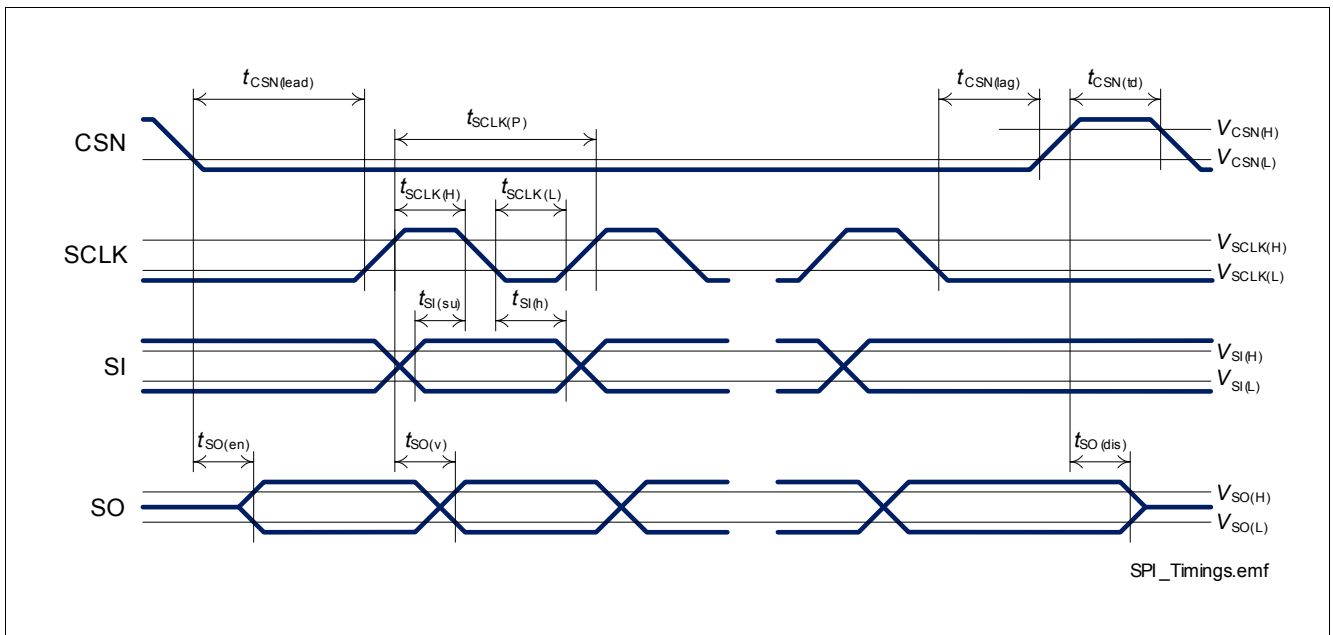 tCSN(lead)
tCSN(lag)
tCSN(td)
tSCLK(P)
CSN
VCSN(H)
VCSN(L)
tSCLK(H)
tSCLK(L)
SCLK
VSCLK(H)
VSCLK(L)
tSI(su)
tSI(h)
SI
VSI(H)
VSI(L)
tSO(en)
tSO(v)
tSO(dis)
SO
VSO(H)
VSO(L)
SPI_Timings.emf